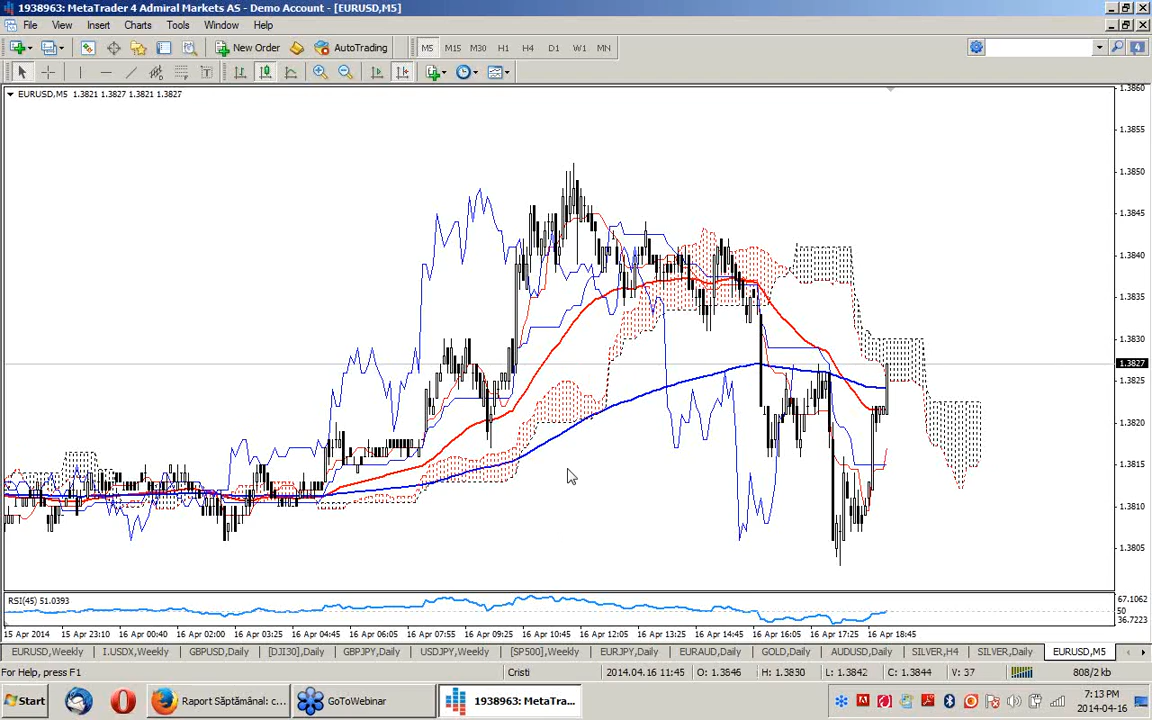 1938963: MetaTrader 4 Admiral Markets AS - Demo Account - [EURUSD,M5]
File View Insert Charts Tools Window Help
New Order AutoTrading M5 M15 M30 H1 H4 D1 W1 MN
EURUSD,M5 1.3821 1.3827 1.3821 1.3827
1.3860
1.3855
1.3850
1.3845
1.3840
1.3835
1.3830
1.3827
1.3825
1.3820
1.3815
1.3810
1.3805
RSI(45) 51.0393
67.1062
50
36.7223
15 Apr 2014 15 Apr 23:10 16 Apr 00:40 16 Apr 02:00 16 Apr 03:25 16 Apr 04:45 16 Apr 06:05 16 Apr 07:55 16 Apr 09:25 16 Apr 10:45 16 Apr 12:05 16 Apr 13:25 16 Apr 14:45 16 Apr 16:05 16 Apr 17:25 16 Apr 18:45
EURUSD,Weekly I.USDX,Weekly GBPUSD,Daily [DJI30],Daily GBPJPY,Daily USDJPY,Weekly [SP500],Weekly EURJPY,Daily EURAUD,Daily GOLD,Daily AUDUSD,Daily SILVER,H4 SILVER,Daily EURUSD,M5
For Help, press F1 Cristi 2014.04.16 11:45 O: 1.3846 H: 1.3830 L: 1.3842 C: 1.3844 V: 37 808/2 kb
Start Raport Săptămânal: c... GoToWebinar 1938963: MetaTra... 7:13 PM
2014-04-16